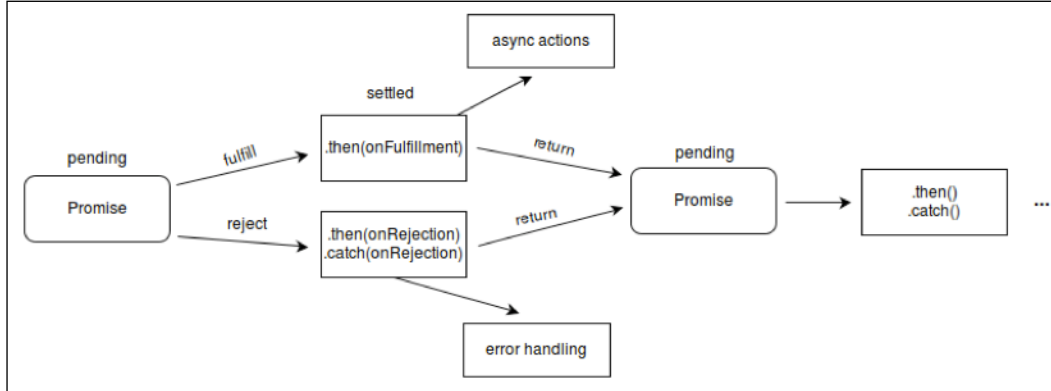 async actions
settled
.then(onFulfillment)
pending
Promise
fulfill
reject
.then(onRejection)
.catch(onRejection)
error handling
return
return
pending
Promise
.then()
.catch()
...